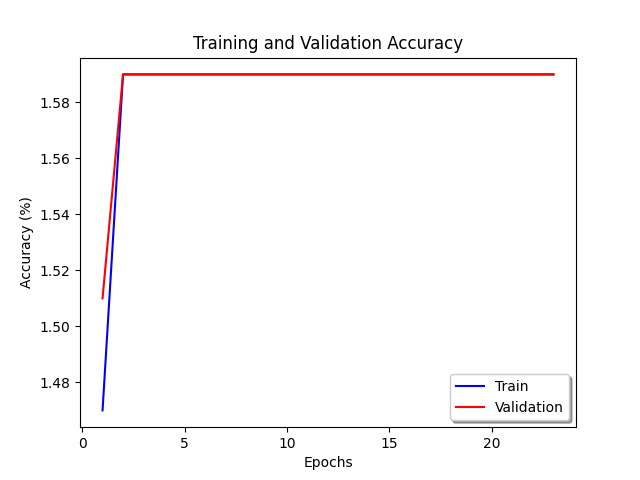 Training and Validation Accuracy
Accuracy (%)
1.58
1.56
1.54
1.52
1.50
1.48
0
5
10
15
20
Epochs
Train
Validation